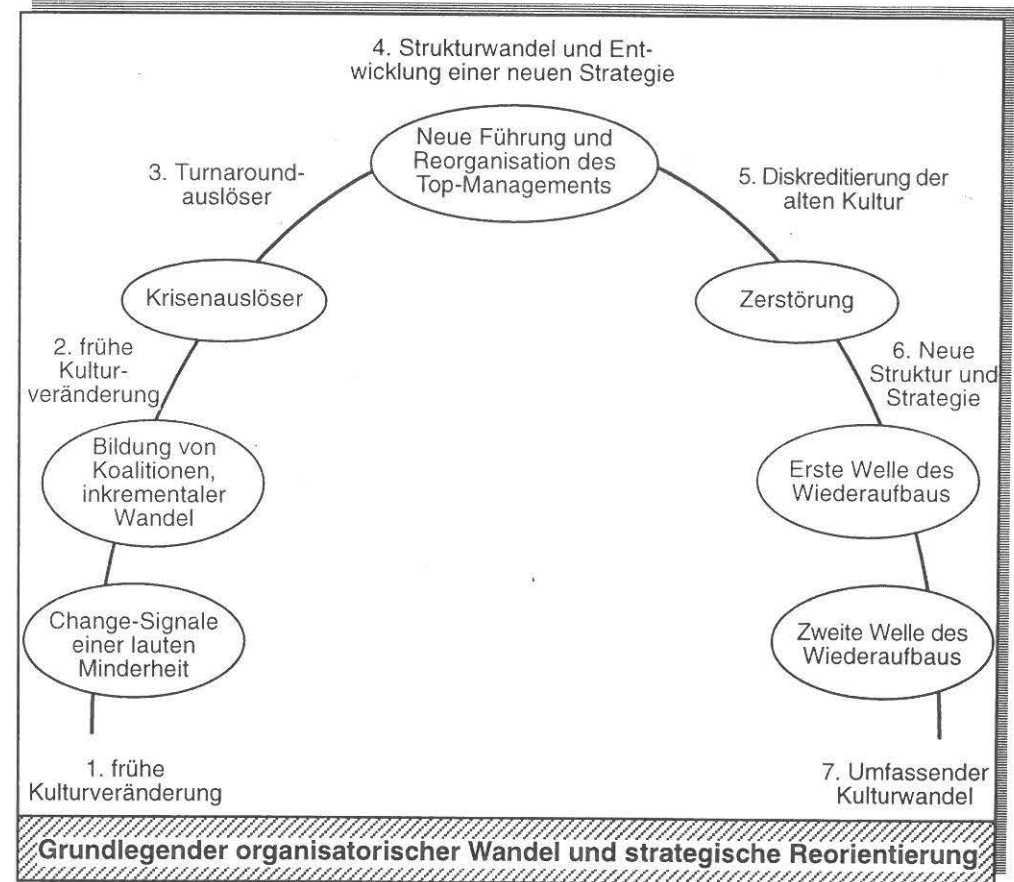 4. Strukturwandel und Ent-
wicklung einer neuen Strategie
Neue Führung und
Reorganisation des
Top-Managements
3. Turnaround-
auslöser
5. Diskreditierung der
alten Kultur
Krisenauslöser
Zerstörung
2. frühe
Kultur-
veränderung
6. Neue
Struktur und
Strategie
Bildung von
Koalitionen,
inkrementaler
Wandel
Erste Welle des
Wiederaufbaus
Change-Signale
einer lauten
Minderheit
Zweite Welle des
Wiederaufbaus
1. frühe
Kulturveränderung
7. Umfassender
Kulturwandel
Grundlegender organisatorischer Wandel und strategische Reorientierung